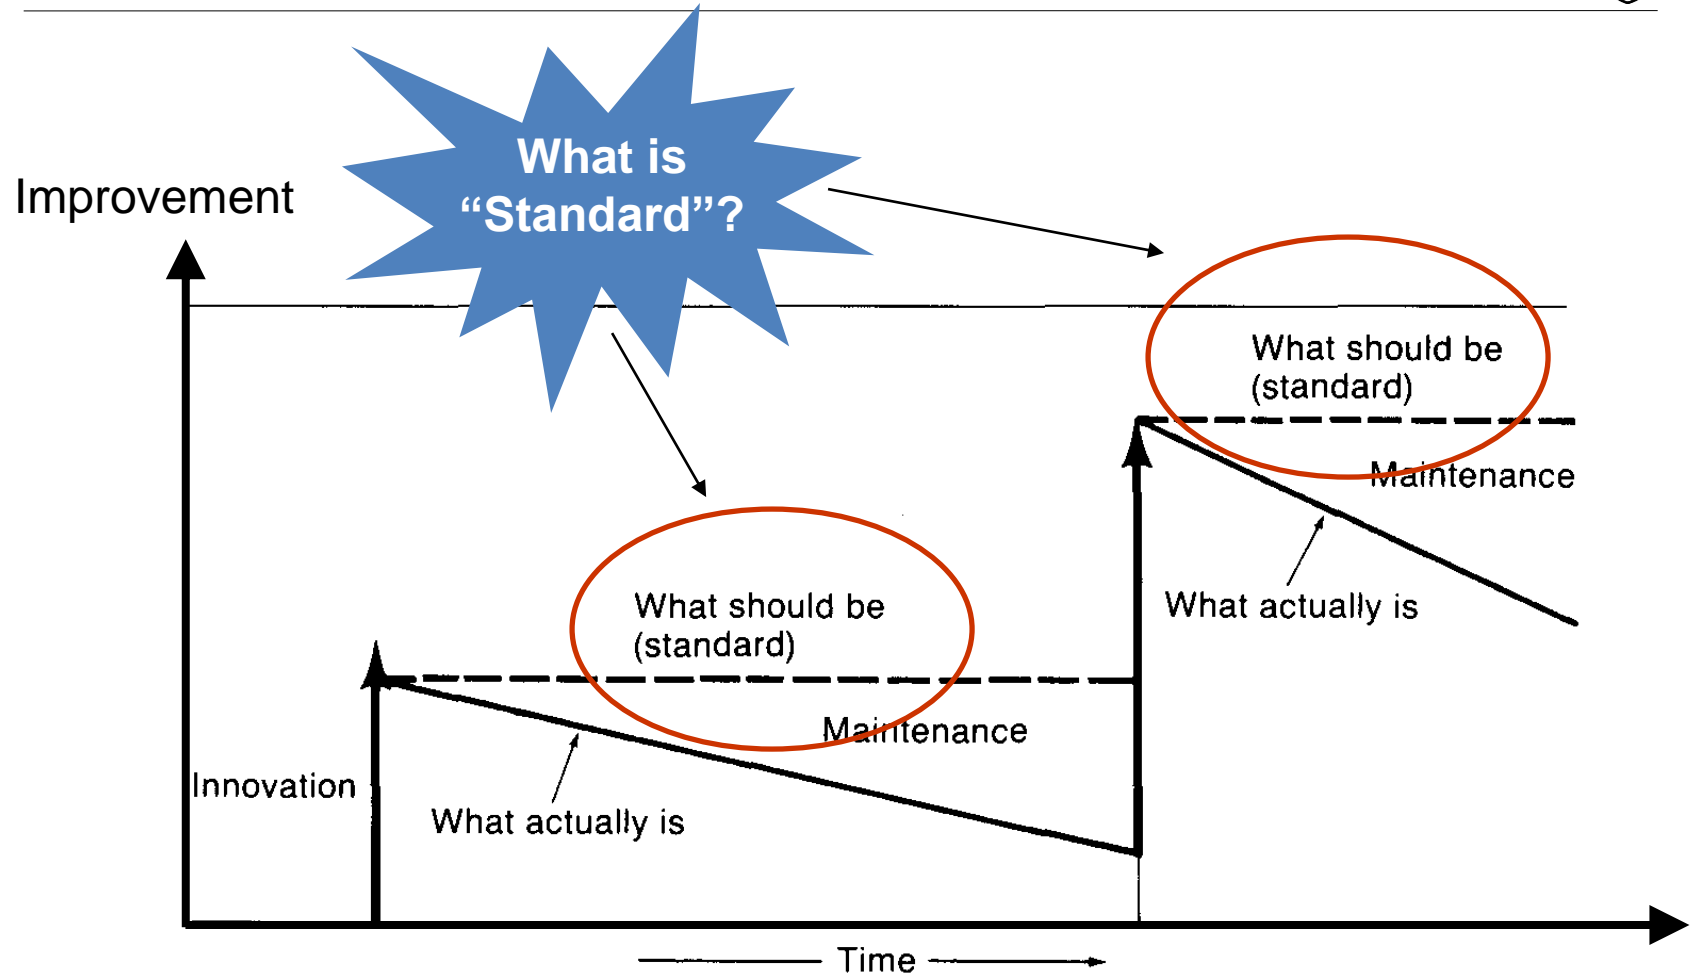 What is
“Standard”?
Improvement
What should be
(standard)
Maintenance
What actually is
What should be
(standard)
Maintenance
Innovation
What actually is
Time